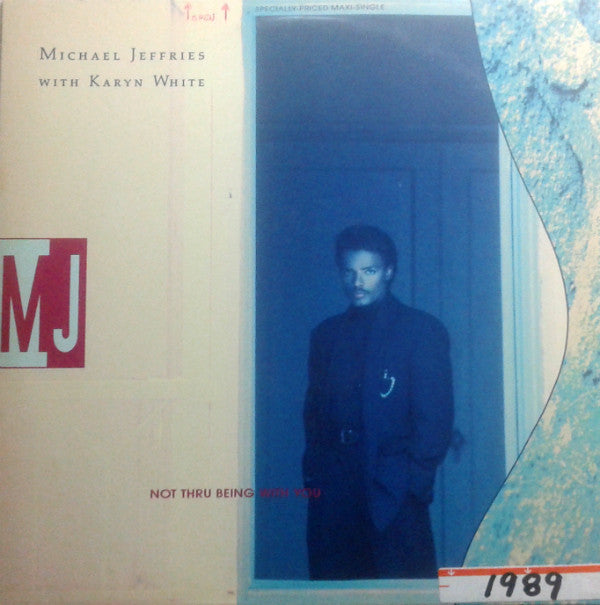 SPECIALLY-PRICED MAXI-SINGLE
MICHAEL JEFFRIES
WITH KARYN WHITE
MJ
NOT THRU BEING WITH YOU
1989